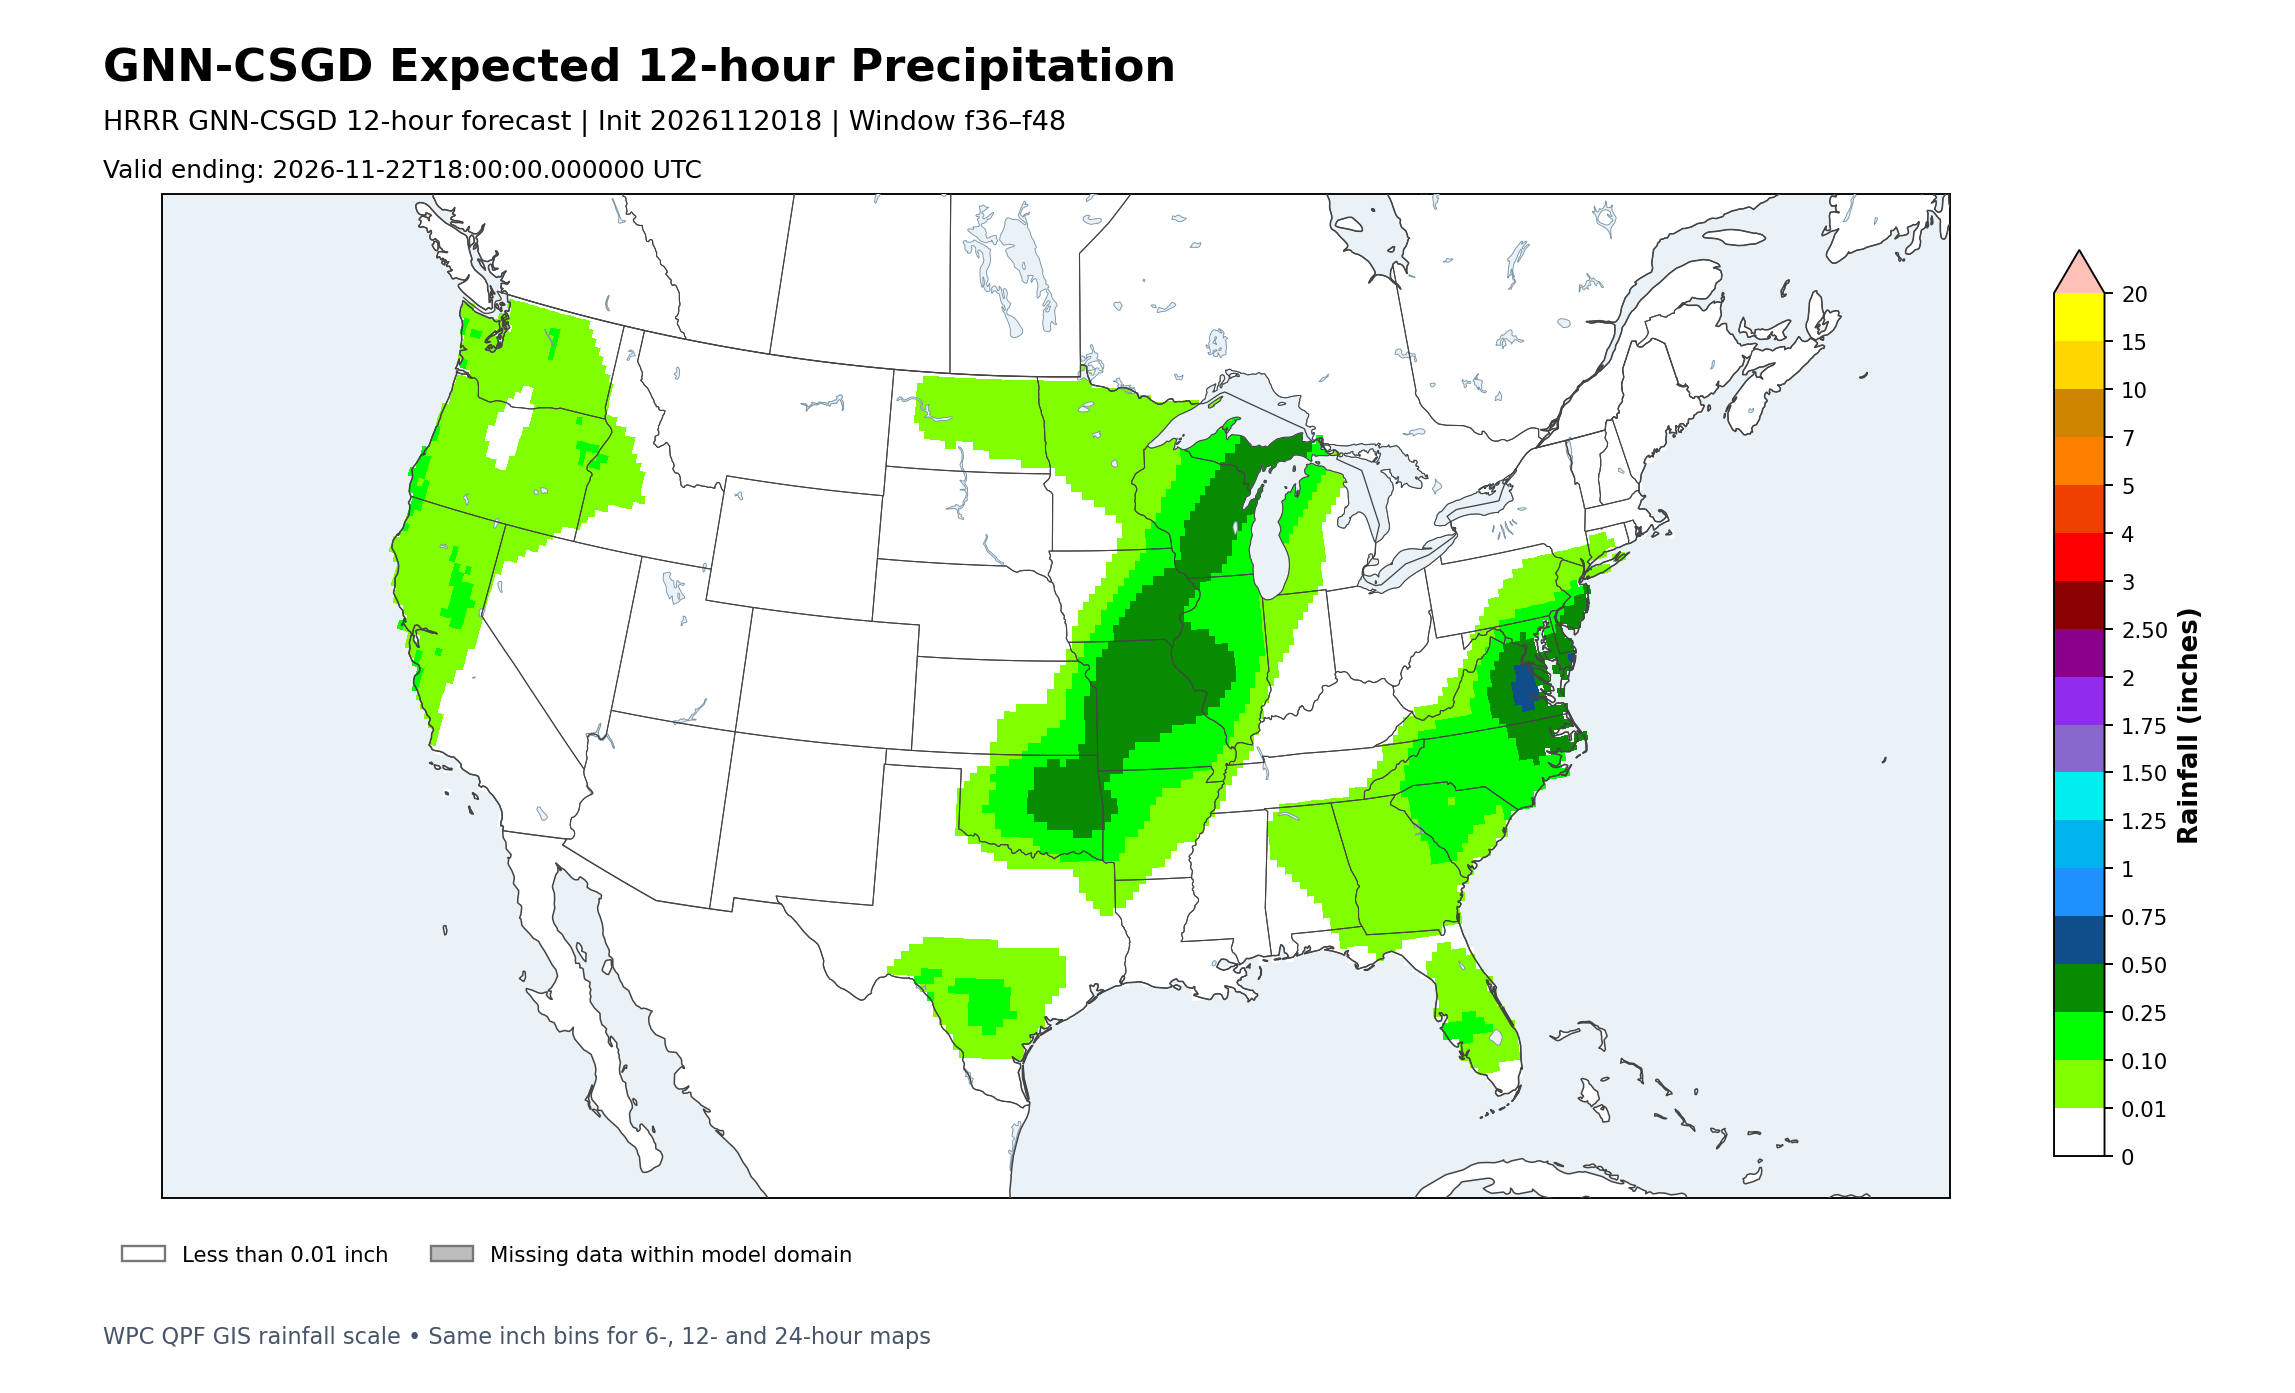 GNN-CSGD Expected 12-hour Precipitation
HRRR GNN-CSGD 12-hour forecast | Init 2026112018 | Window f36–f48
Valid ending: 2026-11-22T18:00:00.000000 UTC
20
15
10
7
5
4
3
2.50
2
1.75
1.50
1.25
1
0.75
0.50
0.25
0.10
0.01
0
Rainfall (inches)
Less than 0.01 inch
Missing data within model domain
WPC QPF GIS rainfall scale • Same inch bins for 6-, 12- and 24-hour maps